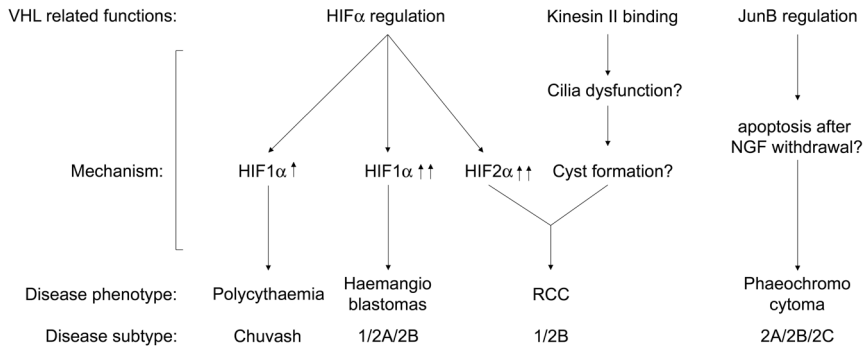 VHL related functions: HIFα regulation Kinesin II binding JunB regulation
Cilia dysfunction?
apoptosis after
NGF withdrawal?
Mechanism: HIF1α HIF1α HIF2α Cyst formation?
Disease phenotype: Polycythaemia Haemangio
blastomas RCC Phaeochromo
cytoma
Disease subtype: Chuvash 1/2A/2B 1/2B 2A/2B/2C